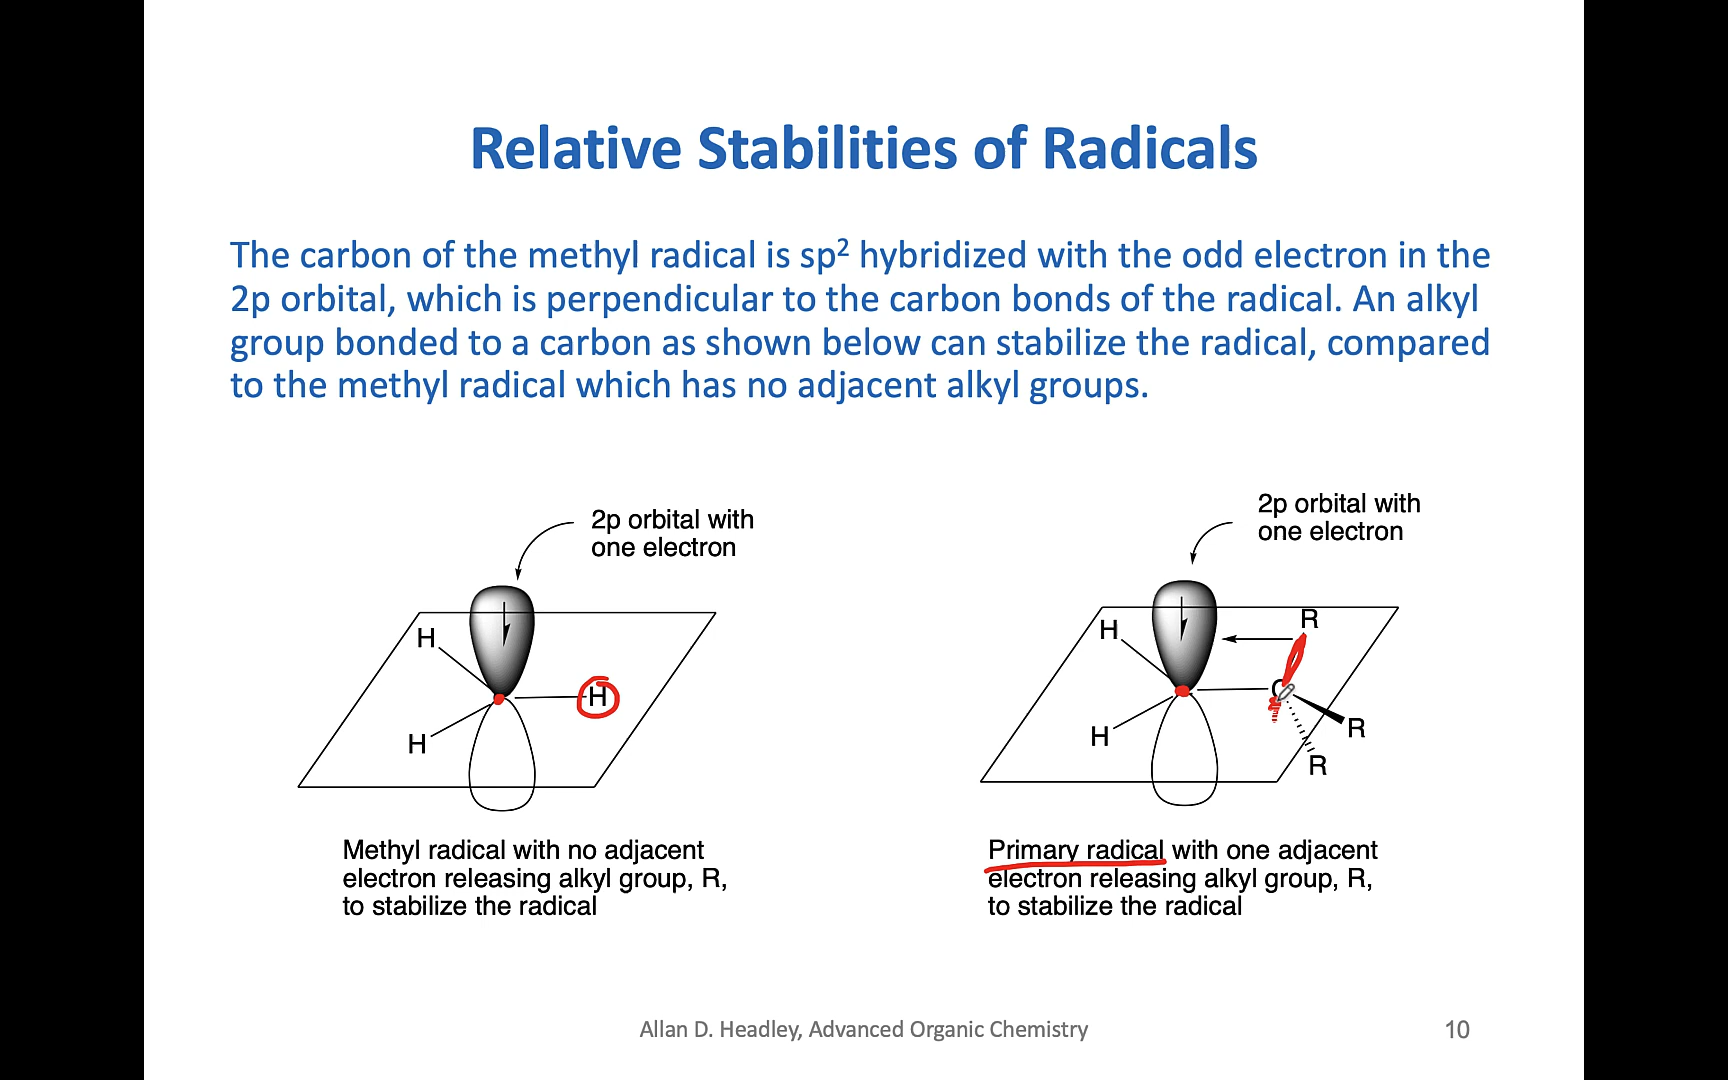 Relative Stabilities of Radicals
The carbon of the methyl radical is sp² hybridized with the odd electron in the
2p orbital, which is perpendicular to the carbon bonds of the radical. An alkyl
group bonded to a carbon as shown below can stabilize the radical, compared
to the methyl radical which has no adjacent alkyl groups.
2p orbital with
one electron
H
H
H
Methyl radical with no adjacent
electron releasing alkyl group, R,
to stabilize the radical
2p orbital with
one electron
H
R
C
H
R
R
Primary radical with one adjacent
electron releasing alkyl group, R,
to stabilize the radical
Allan D. Headley, Advanced Organic Chemistry
10